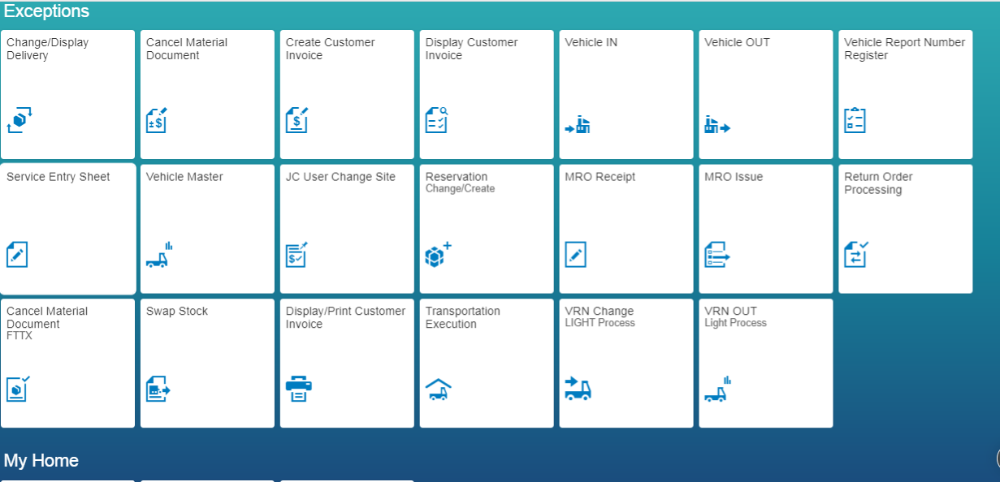 Exceptions
Change/Display
Delivery
Cancel Material
Document
Create Customer
Invoice
Display Customer
Invoice
Vehicle IN
Vehicle OUT
Vehicle Report Number
Register
Service Entry Sheet
Vehicle Master
JC User Change Site
Reservation
Change/Create
MRO Receipt
MRO Issue
Return Order
Processing
Cancel Material
Document
FTTX
Swap Stock
Display/Print Customer
Invoice
Transportation
Execution
VRN Change
LIGHT Process
VRN OUT
Light Process
My Home